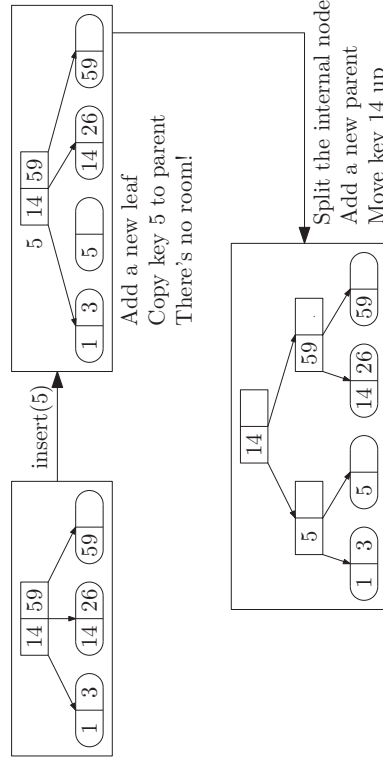 14 59
1 3
14 26
59
insert(5)
5 14 59
1 3
5
14 26
59
Add a new leaf
Copy key 5 to parent
There's no room!
14
5
59
1 3
5
14 26
59
Split the internal node
Add a new parent
Move key 14 up